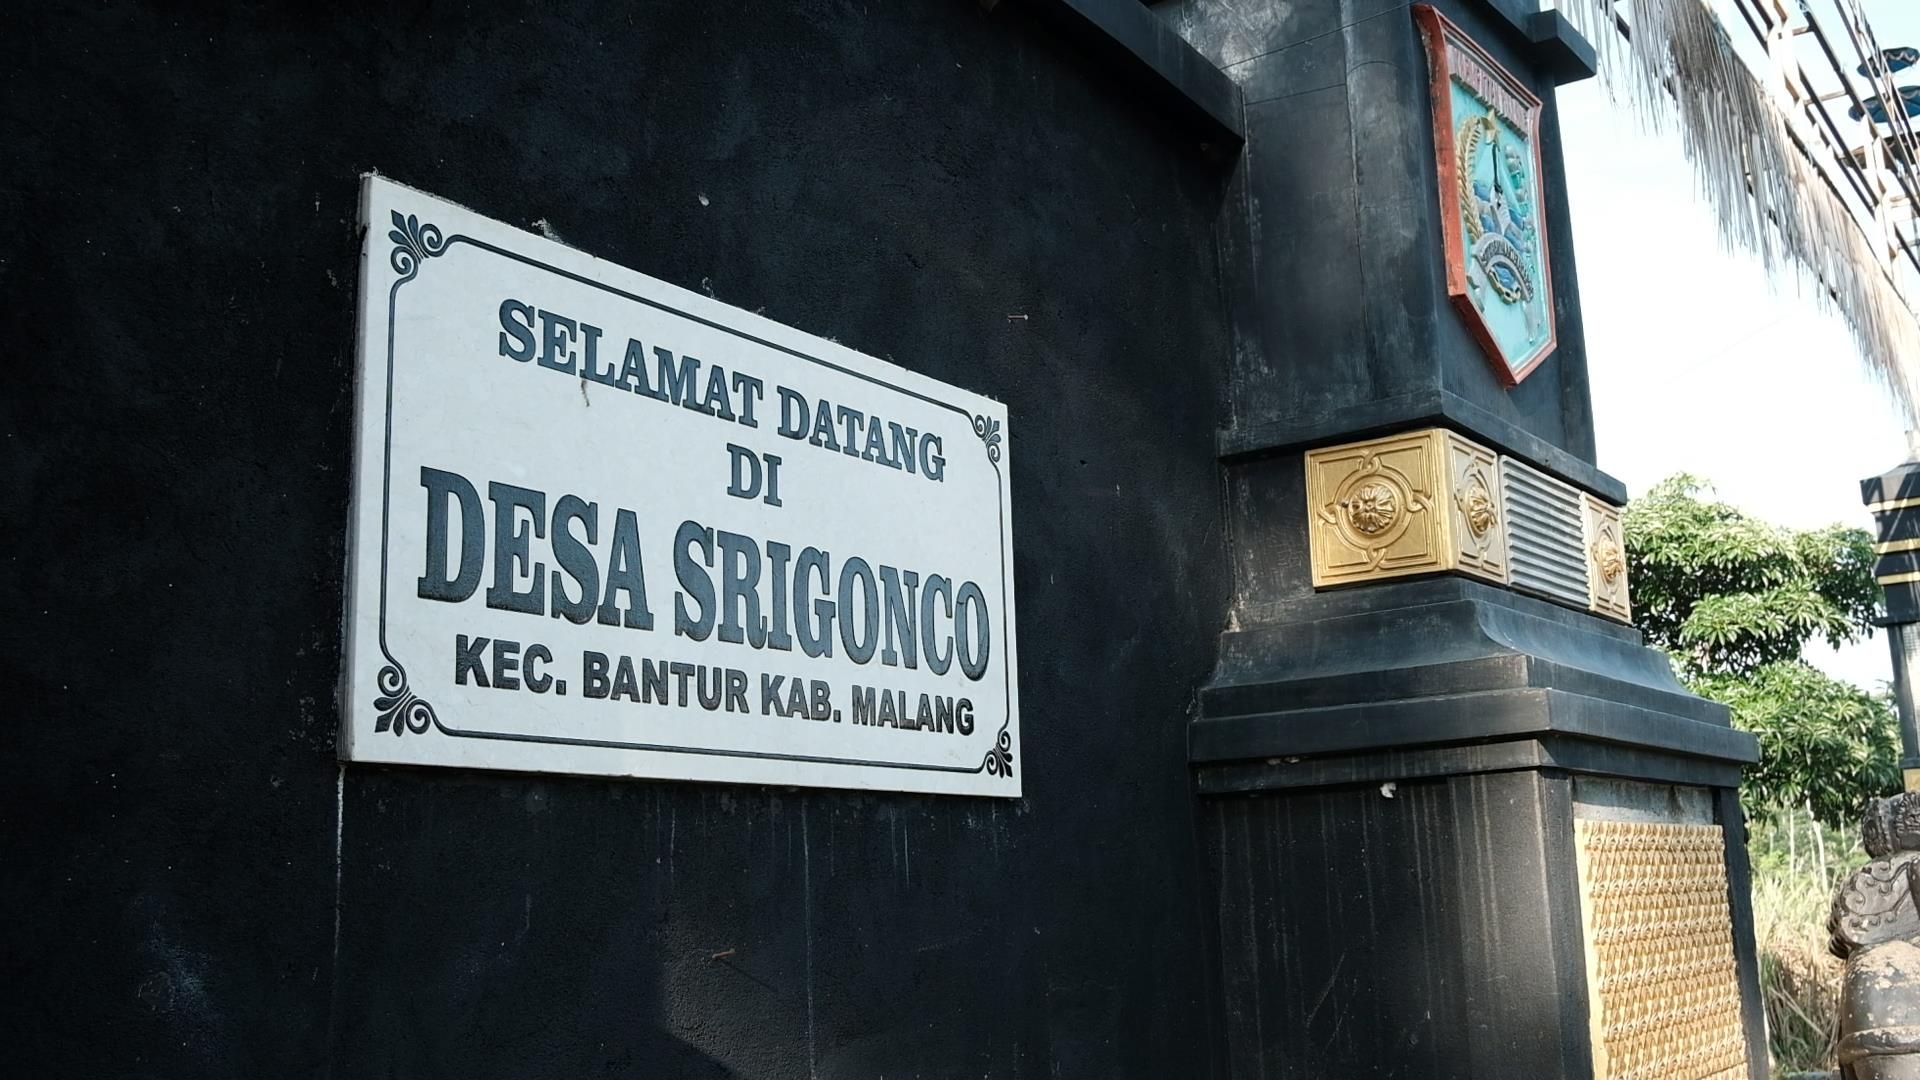 SELAMAT DATANG
DI
DESA SRIGONCO
KEC. BANTUR KAB. MALANG